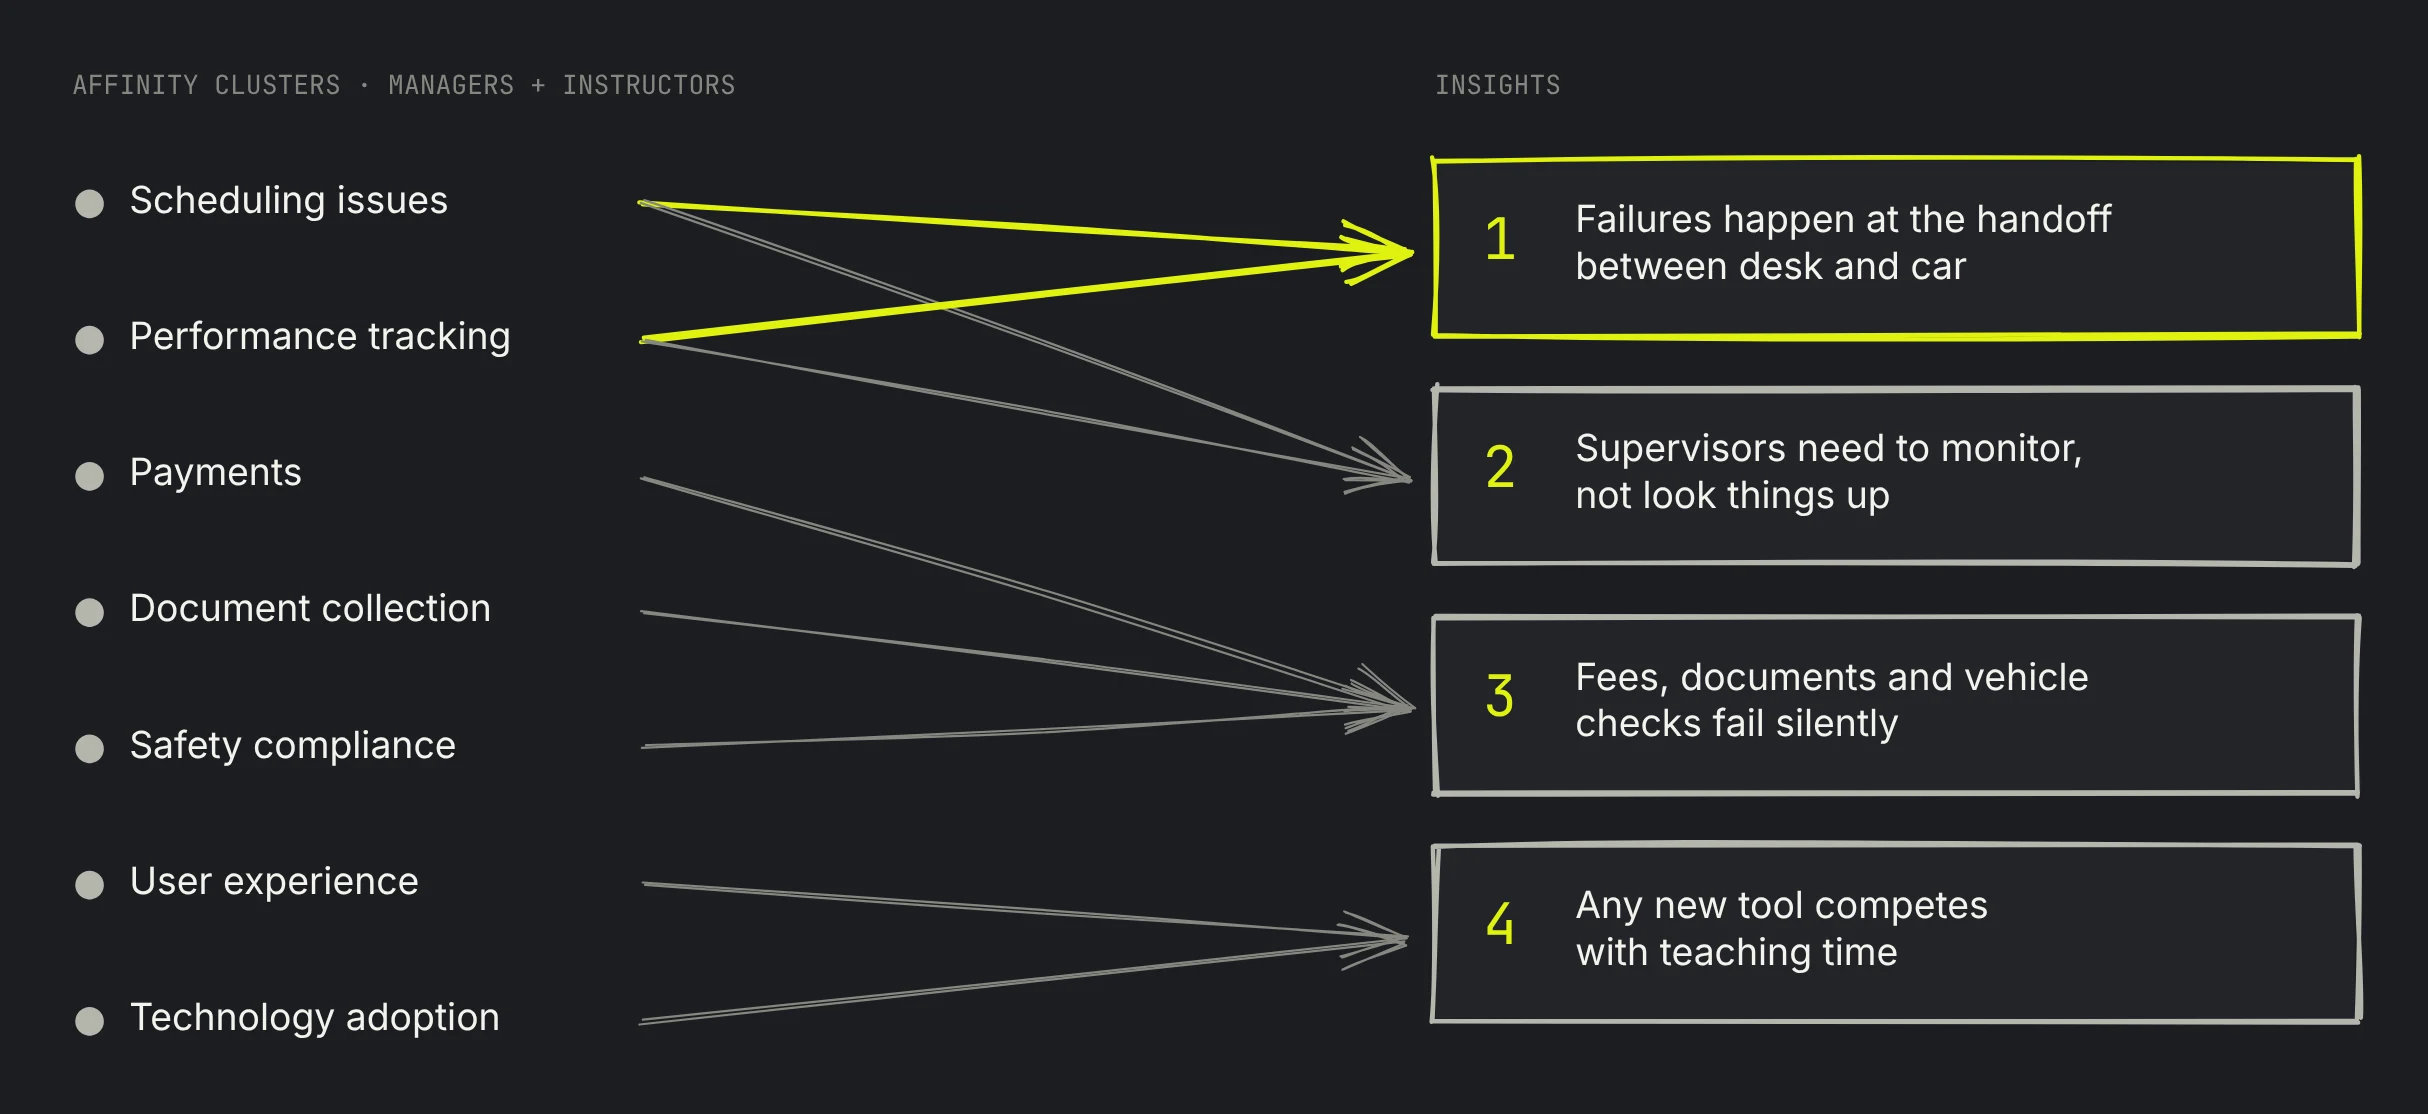 AFFINITY CLUSTERS · MANAGERS + INSTRUCTORS
Scheduling issues
Performance tracking
Payments
Document collection
Safety compliance
User experience
Technology adoption
INSIGHTS
1
Failures happen at the handoff
between desk and car
2
Supervisors need to monitor,
not look things up
3
Fees, documents and vehicle
checks fail silently
4
Any new tool competes
with teaching time